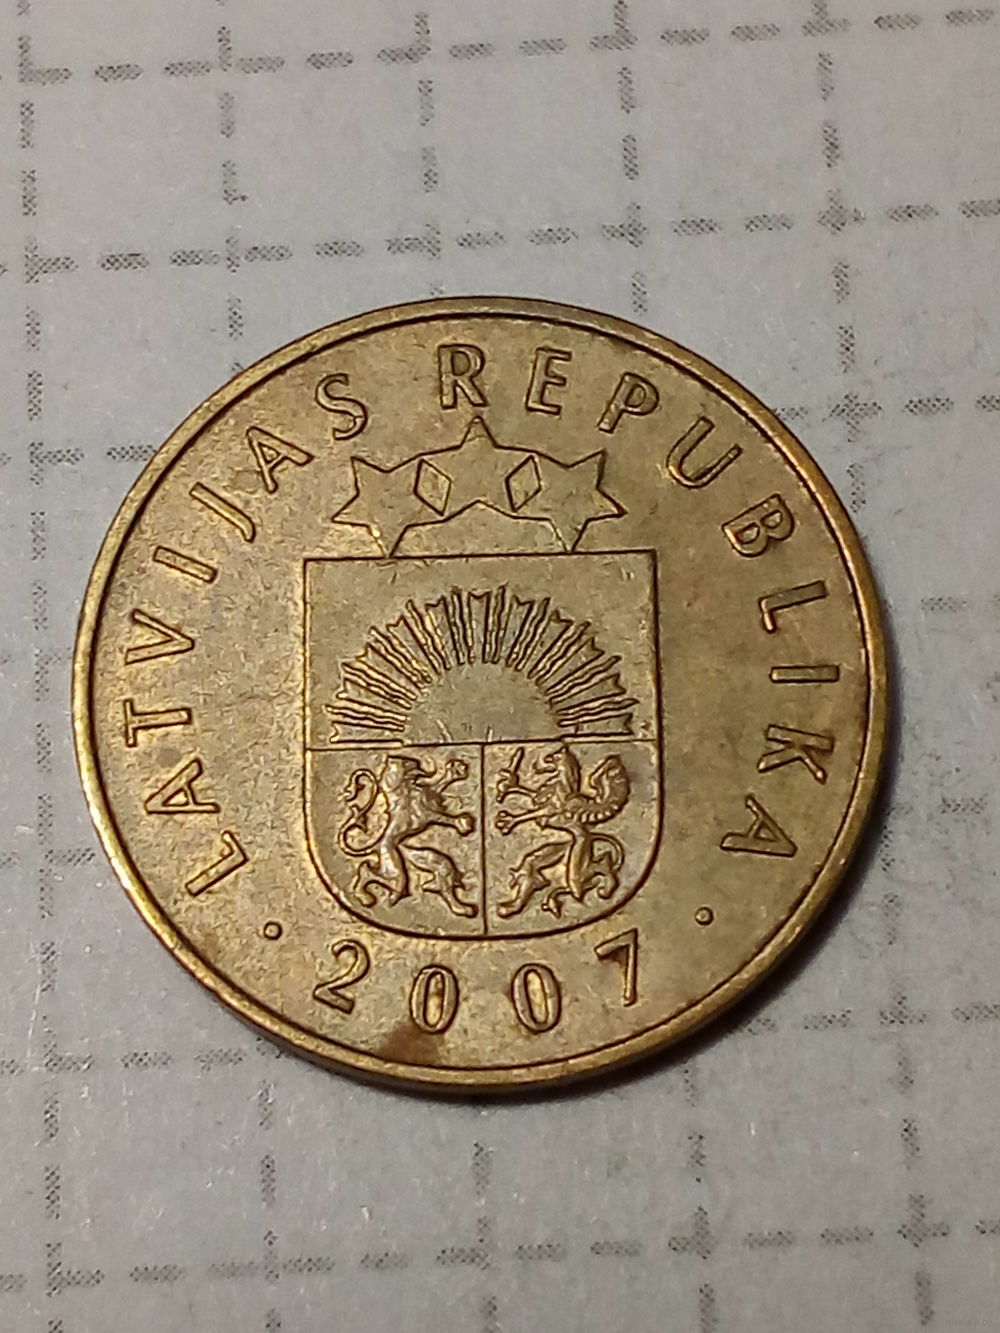 LATVIJAS REPUBLIKA
· 2007 ·